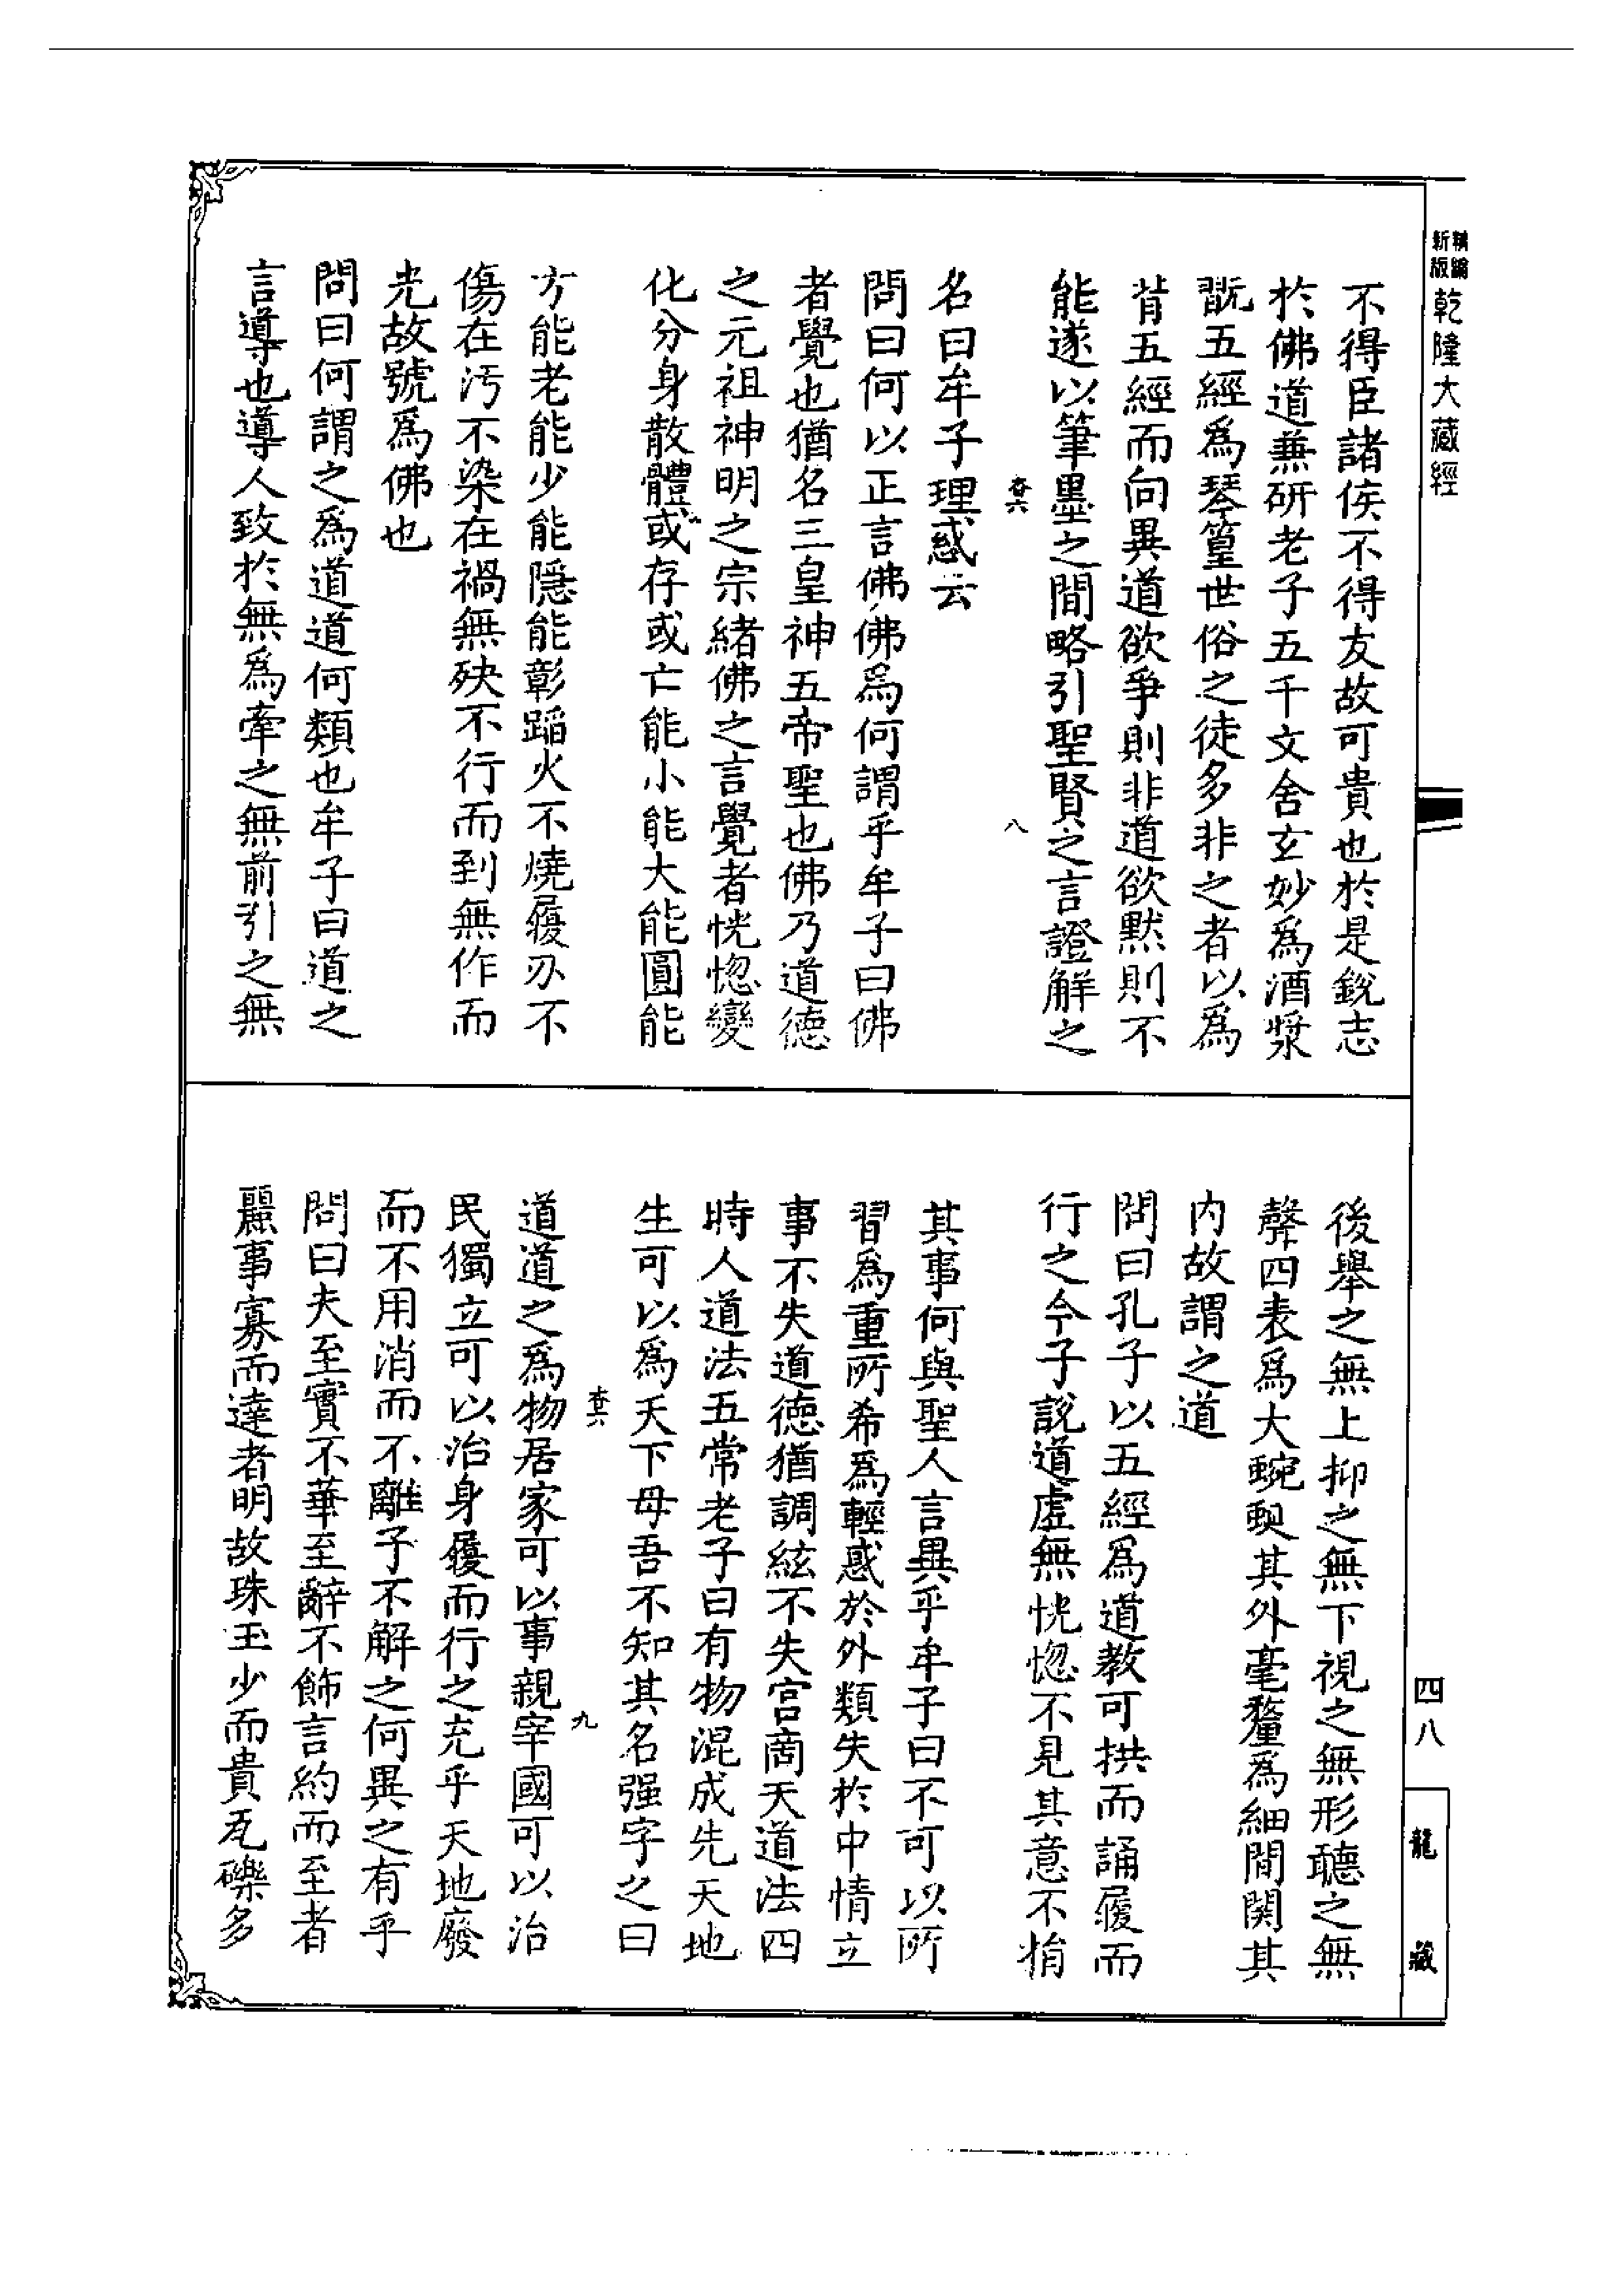 精鏽新版乾隆大藏經
不得臣諸侯不得友故可貴也於是銳志
於佛道兼研老子五千文含玄妙爲酒漿
翫五經爲琴簧世俗之徒多非之者以爲
背五經而向異道欲爭則非道欲默則不
能遂以筆墨之間略引聖賢之言證解之
八
名曰牟子理惑云
問曰何以正言佛佛爲何謂乎牟子曰佛
者覺也猶名三皇神五帝聖也佛乃道德
之元祖神明之宗緒佛之言覺者恍惚變
化分身散體或存或亡能小能大能圓能
方能老能少能隱能彰蹈火不燒履刃不
傷在汚不染在禍無殃不行而到無作而
光故號爲佛也
問曰何謂之爲道道何類也牟子曰道之
言導也導人致於無爲牽之無前引之無
後舉之無上抑之無下視之無形聽之無
聲四表爲大蜿蜒其外毫釐爲細間關其
内故謂之道
問曰孔子以五經爲道教可拱而誦履而
行之今子說道虛無恍惚不見其意不指
其事何與聖人言異乎牟子曰不可以所
習爲重所希爲輕惑於外類失於中情立
事不失道德猶調絃不失宮商天道法四
時人道法五常老子曰有物混成先天地
生可以爲天下母吾不知其名强字之曰
九
道道之爲物居家可以事親宰國可以治
民獨立可以治身履而行之充乎天地廢
而不用消而不離子不解之何異之有乎
問曰夫至實不華至辭不飾言約而至者
麗事寡而達者明故珠玉少而貴瓦礫多
四八
龍藏